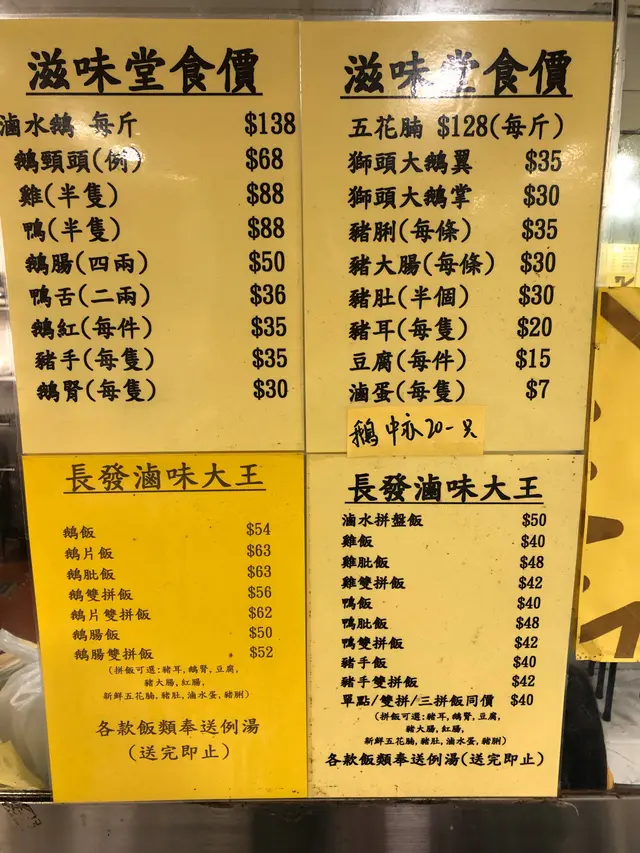 滋味堂食價
滷水鵝 每斤 $138
鵝頸頭(例) $68
雞(半隻) $88
鴨(半隻) $88
鵝腸(四兩) $50
鴨舌(二兩) $36
鵝紅(每件) $35
豬手(每隻) $35
鵝腎(每隻) $30
滋味堂食價
五花腩 $128(每斤)
獅頭大鵝翼 $35
獅頭大鵝掌 $30
豬脷(每條) $35
豬大腸(每條) $30
豬肚(半個) $30
豬耳(每隻) $20
豆腐(每件) $15
滷蛋(每隻) $7
鵝中亦20-只
長發滷味大王
鵝飯 $54
鵝片飯 $63
鵝肶飯 $63
鵝雙拼飯 $56
鵝片雙拼飯 $62
鵝腸飯 $50
鵝腸雙拼飯 $52
(拼飯可選:豬耳,鵝腎,豆腐,
豬大腸,紅腸,
新鮮五花腩,豬肚,滷水蛋,豬脷)
各款飯類奉送例湯
(送完即止)
長發滷味大王
滷水拼盤飯 $50
雞飯 $40
雞肶飯 $48
雞雙拼飯 $42
鴨飯 $40
鴨肶飯 $48
鴨雙拼飯 $42
豬手飯 $40
豬手雙拼飯 $42
單點/雙拼/三拼飯同價 $40
(拼飯可選:豬耳,鵝腎,豆腐,
豬大腸,紅腸,
新鮮五花腩,豬肚,滷水蛋,豬脷)
各款飯類奉送例湯(送完即止)